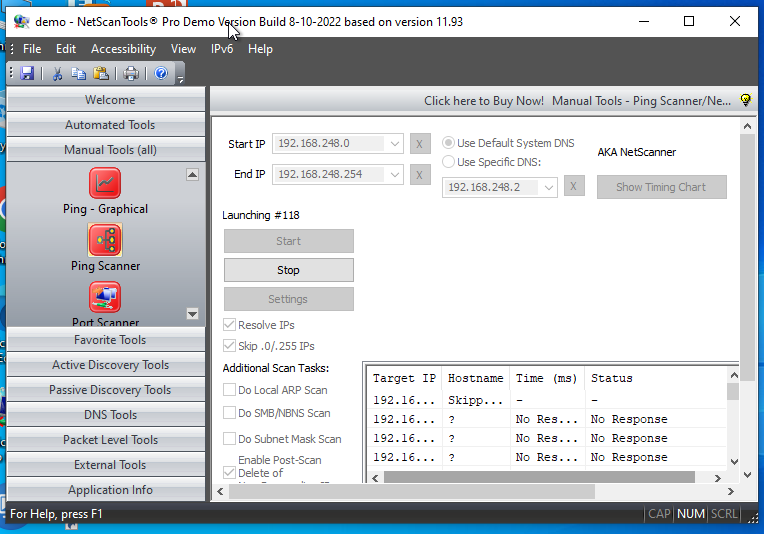 demo - NetScanTools® Pro Demo Version Build 8-10-2022 based on version 11.93
File Edit Accessibility View IPv6 Help
Welcome
Automated Tools
Manual Tools (all)
Ping - Graphical
Ping Scanner
Port Scanner
Favorite Tools
Active Discovery Tools
Passive Discovery Tools
DNS Tools
Packet Level Tools
External Tools
Application Info
Click here to Buy Now! Manual Tools - Ping Scanner/Ne...
Start IP 192.168.248.0 X
End IP 192.168.248.254 X
Use Default System DNS
Use Specific DNS:
192.168.248.2 X
AKA NetScanner
Show Timing Chart
Launching #118
Start
Stop
Settings
Resolve IPs
Skip .0/.255 IPs
Additional Scan Tasks:
Do Local ARP Scan
Do SMB/NBNS Scan
Do Subnet Mask Scan
Enable Post-Scan
Delete of
Target IP Hostname Time (ms) Status
192.16... Skipp... - -
192.16... ? No Res... No Response
192.16... ? No Res... No Response
192.16... ? No Res... No Response
For Help, press F1
CAP NUM SCRL